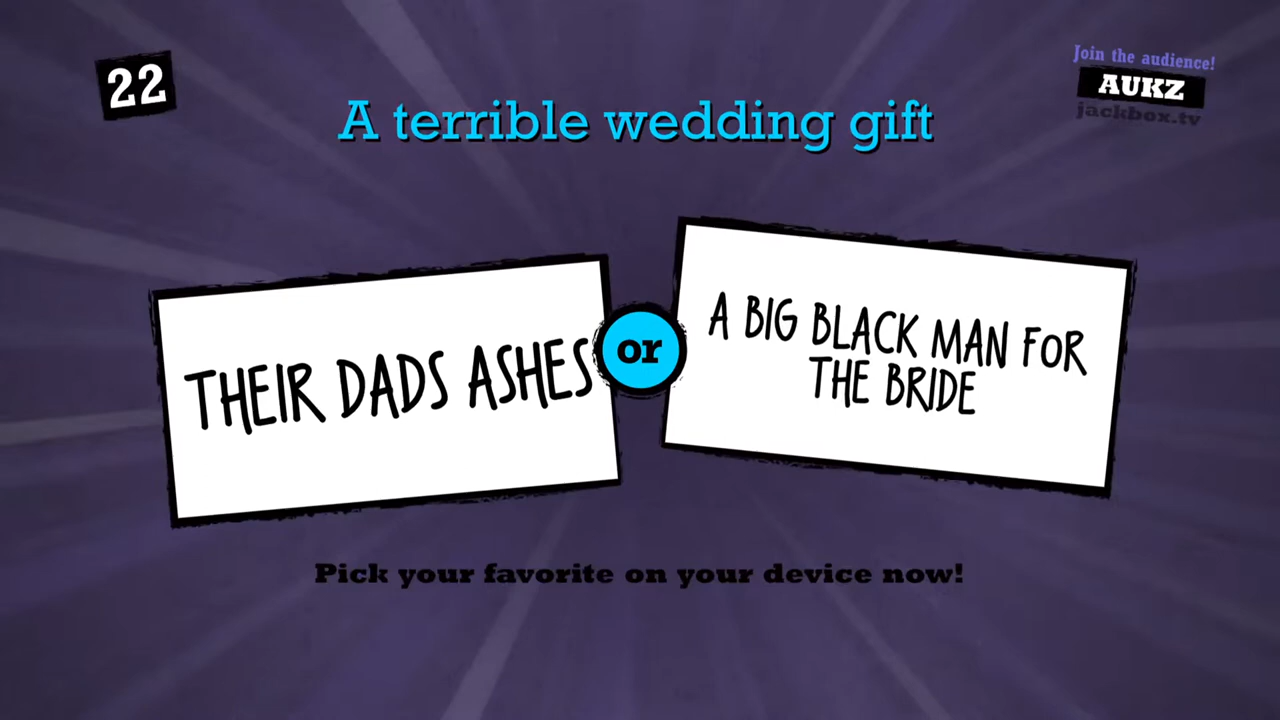 22
Join the audience!
AUKZ
jackbox.tv
A terrible wedding gift
THEIR DADS ASHES
or
A BIG BLACK MAN FOR
THE BRIDE
Pick your favorite on your device now!